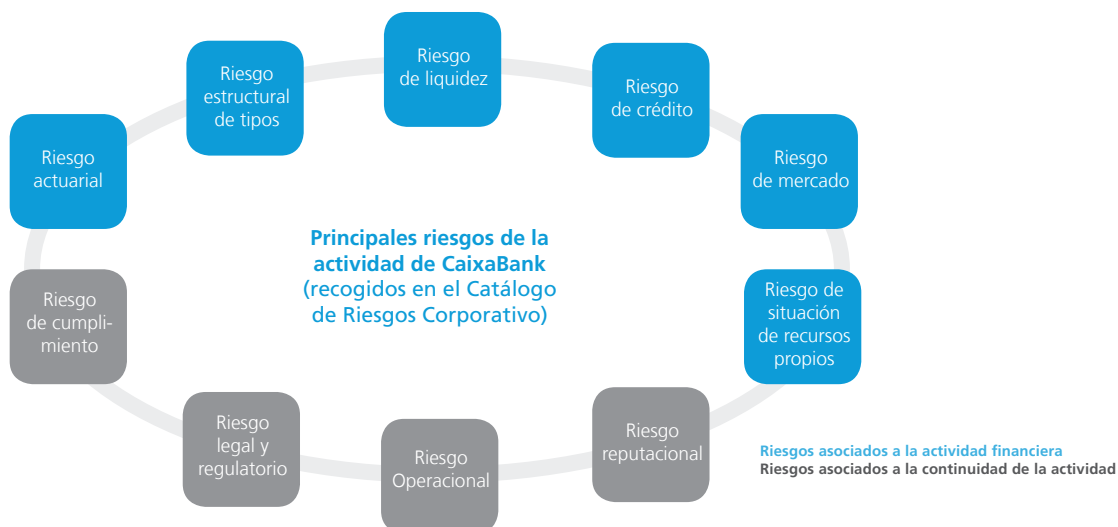 Riesgo
de liquidez
Riesgo
estructural
de tipos
Riesgo
de crédito
Riesgo
actuarial
Riesgo
de mercado
Principales riesgos de la
actividad de CaixaBank
(recogidos en el Catálogo
de Riesgos Corporativo)
Riesgo
de cumpli-
miento
Riesgo de
situación
de recursos
propios
Riesgo
legal y
regulatorio
Riesgo
Operacional
Riesgo
reputacional
Riesgos asociados a la actividad financiera
Riesgos asociados a la continuidad de la actividad